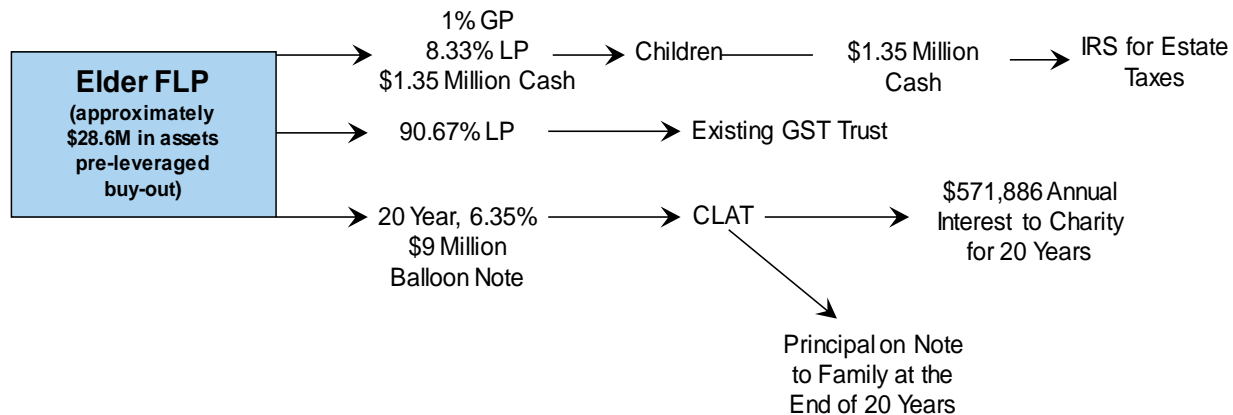 Elder FLP
(approximately
$28.6M in assets
pre-leveraged
buy-out)
1% GP
8.33% LP
$1.35 Million Cash
Children
$1.35 Million
Cash
IRS for Estate
Taxes
90.67% LP
Existing GST Trust
20 Year, 6.35%
$9 Million
Balloon Note
CLAT
$571,886 Annual
Interest to Charity
for 20 Years
Principal on Note
to Family at the
End of 20 Years